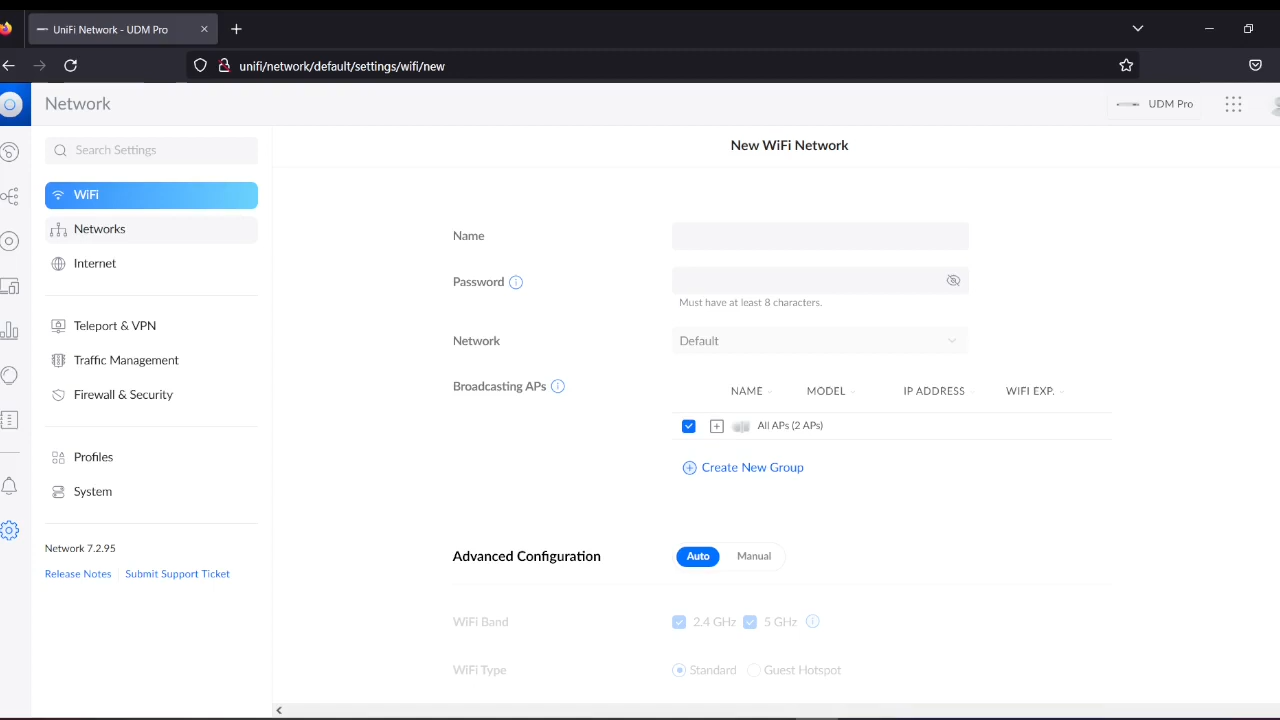 UniFi Network - UDM Pro
unifi/network/default/settings/wifi/new
Network
UDM Pro
Search Settings
WiFi
Networks
Internet
Teleport & VPN
Traffic Management
Firewall & Security
Profiles
System
Network 7.2.95
Release Notes Submit Support Ticket
New WiFi Network
Name
Password
Must have at least 8 characters.
Network Default
Broadcasting APs
NAME MODEL IP ADDRESS WIFI EXP.
All APs (2 APs)
Create New Group
Advanced Configuration Auto Manual
WiFi Band 2.4 GHz 5 GHz
WiFi Type Standard Guest Hotspot